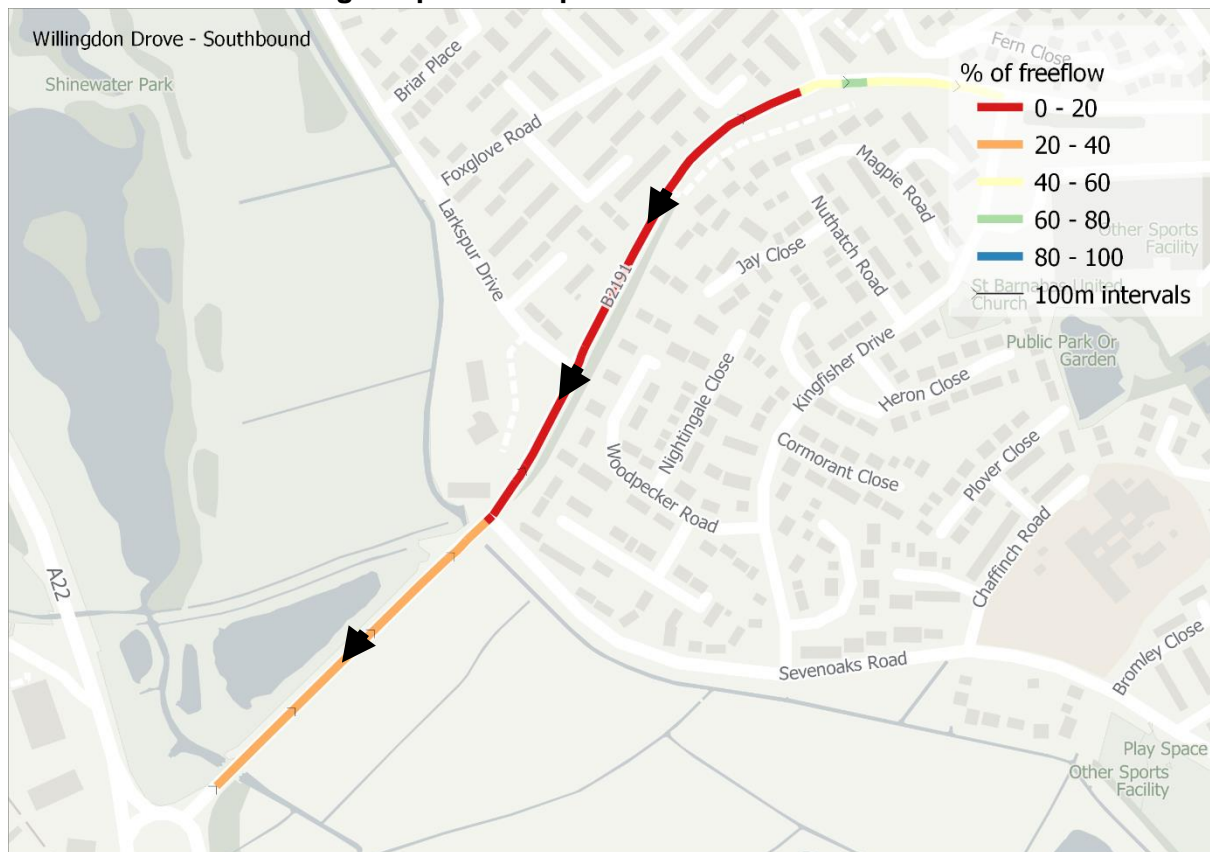 Willingdon Drove - Southbound
Shinewater Park
Briar Place
Foxglove Road
Larkspur Drive
Fern Close
% of freeflow
0 - 20
20 - 40
40 - 60
60 - 80
80 - 100
100m intervals
Magpie Road
Nuthatch Road
Jay Close
B2191
Other Sports
Facility
St Barnabas United
Church
Public Park Or
Garden
Kingfisher Drive
Heron Close
Nightingale Close
Cormorant Close
Woodpecker Road
Plover Close
Chaffinch Road
A22
Sevenoaks Road
Bromley Close
Play Space
Other Sports
Facility